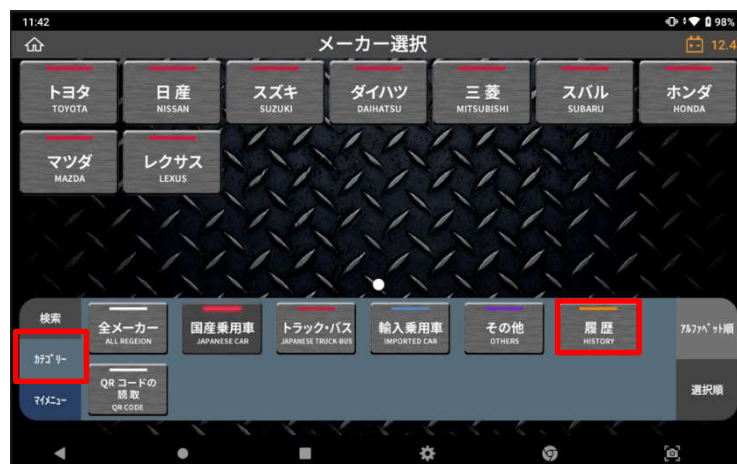 11:42
98%
メーカー選択
12.4
トヨタ
TOYOTA
日産
NISSAN
スズキ
SUZUKI
ダイハツ
DAIHATSU
三菱
MITSUBISHI
スバル
SUBARU
ホンダ
HONDA
マツダ
MAZDA
レクサス
LEXUS
検索
カテゴリー
マイメニュー
全メーカー
ALL REGEION
国産乗用車
JAPANESE CAR
トラック・バス
JAPANESE TRUCK・BUS
輸入乗用車
IMPORTED CAR
その他
OTHERS
履歴
HISTORY
QRコードの
読取
QR CODE
アルファベット順
選択順